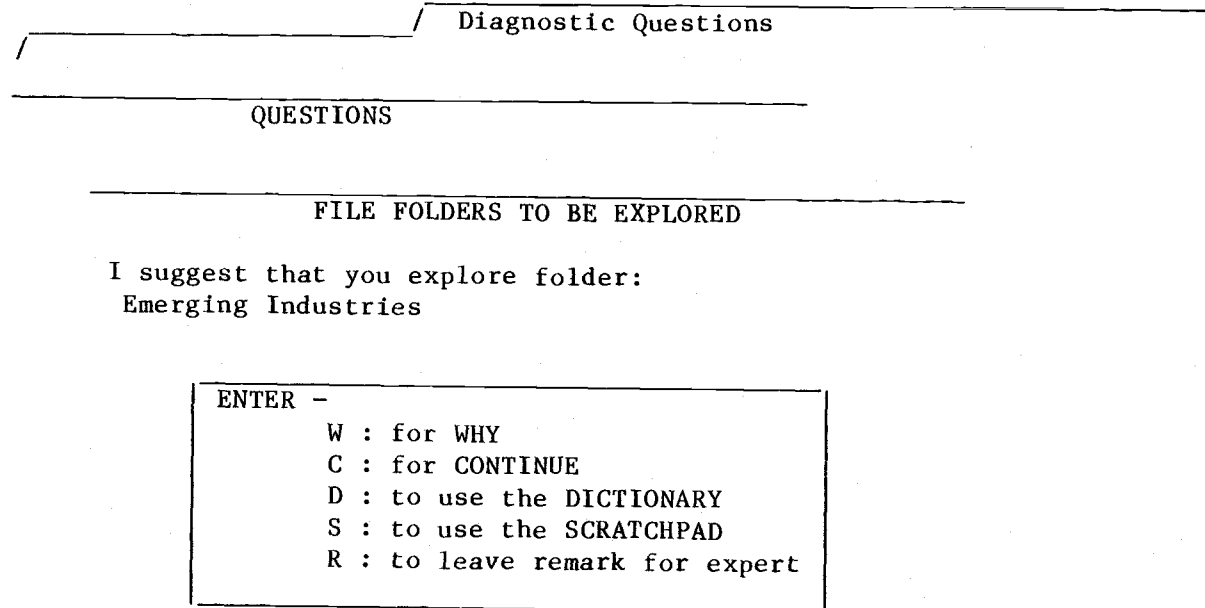 Diagnostic Questions
QUESTIONS
FILE FOLDERS TO BE EXPLORED
I suggest that you explore folder:
Emerging Industries
ENTER -
W : for WHY
C : for CONTINUE
D : to use the DICTIONARY
S : to use the SCRATCHPAD
R : to leave remark for expert